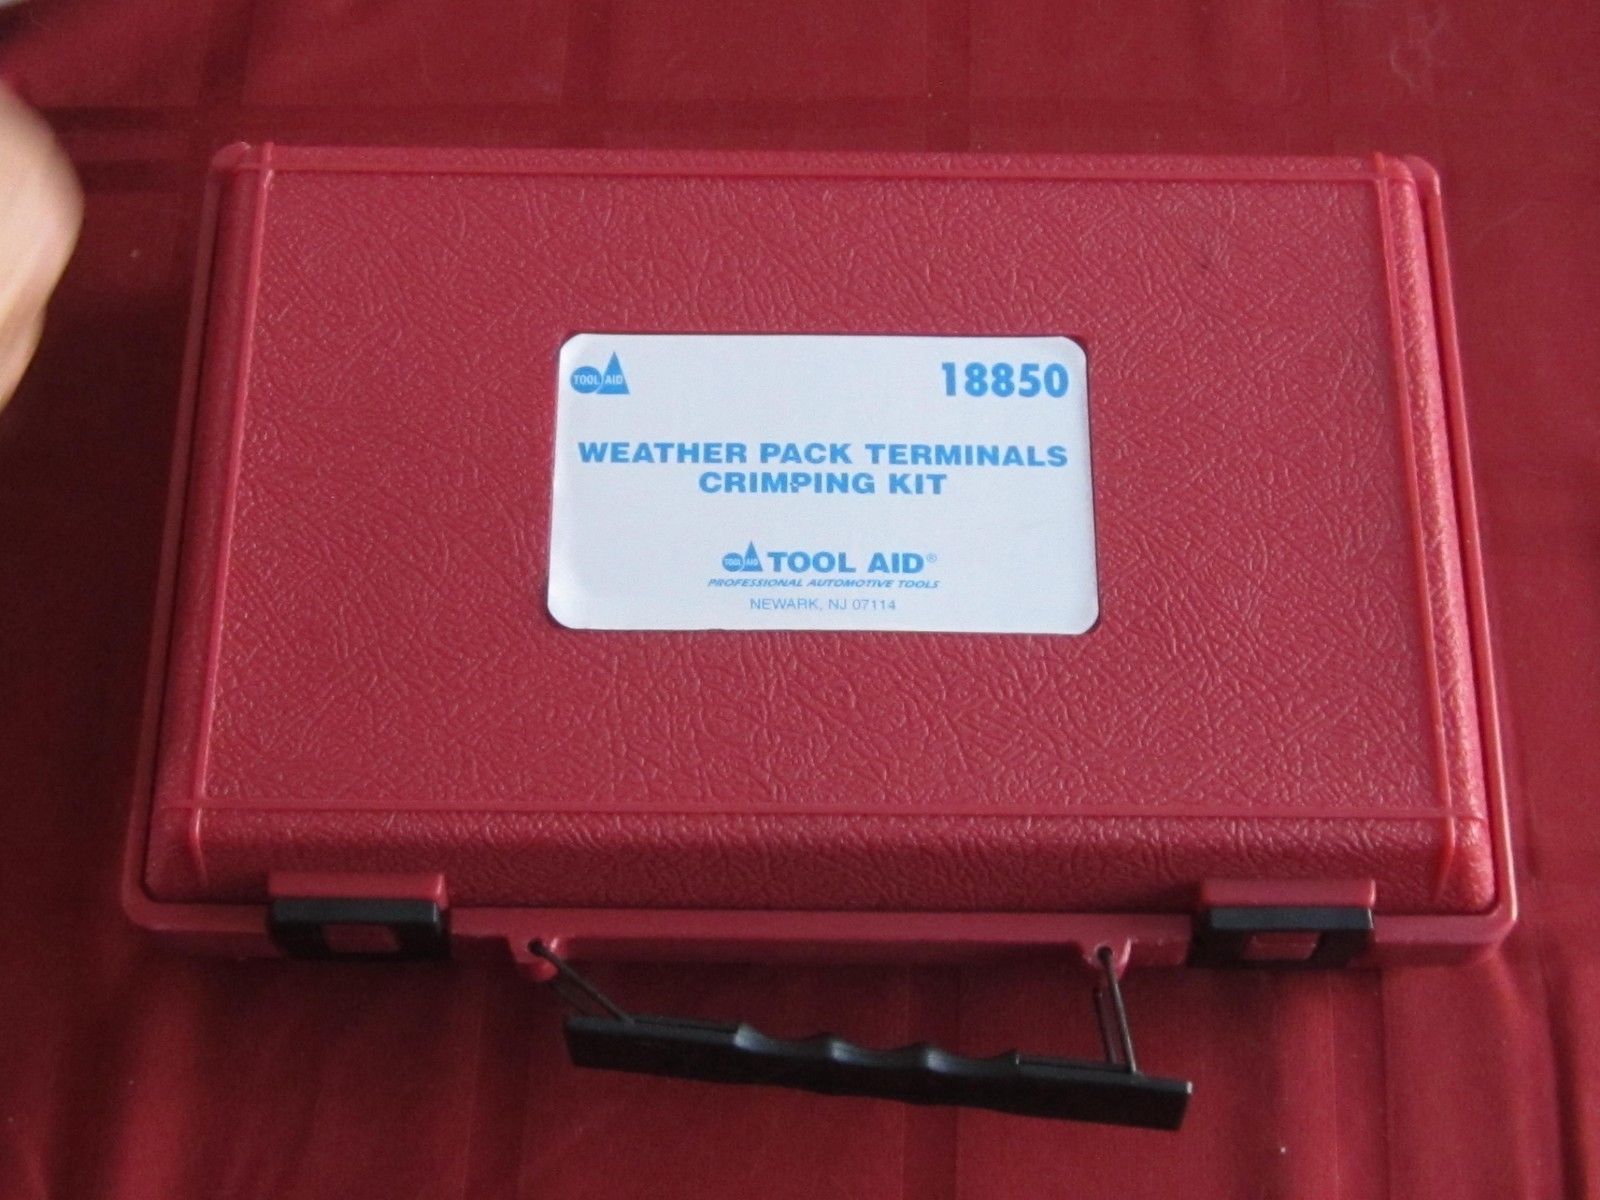 TOOL AID 18850
WEATHER PACK TERMINALS
CRIMPING KIT
TOOL AID TOOL AID®
PROFESSIONAL AUTOMOTIVE TOOLS
NEWARK, NJ 07114